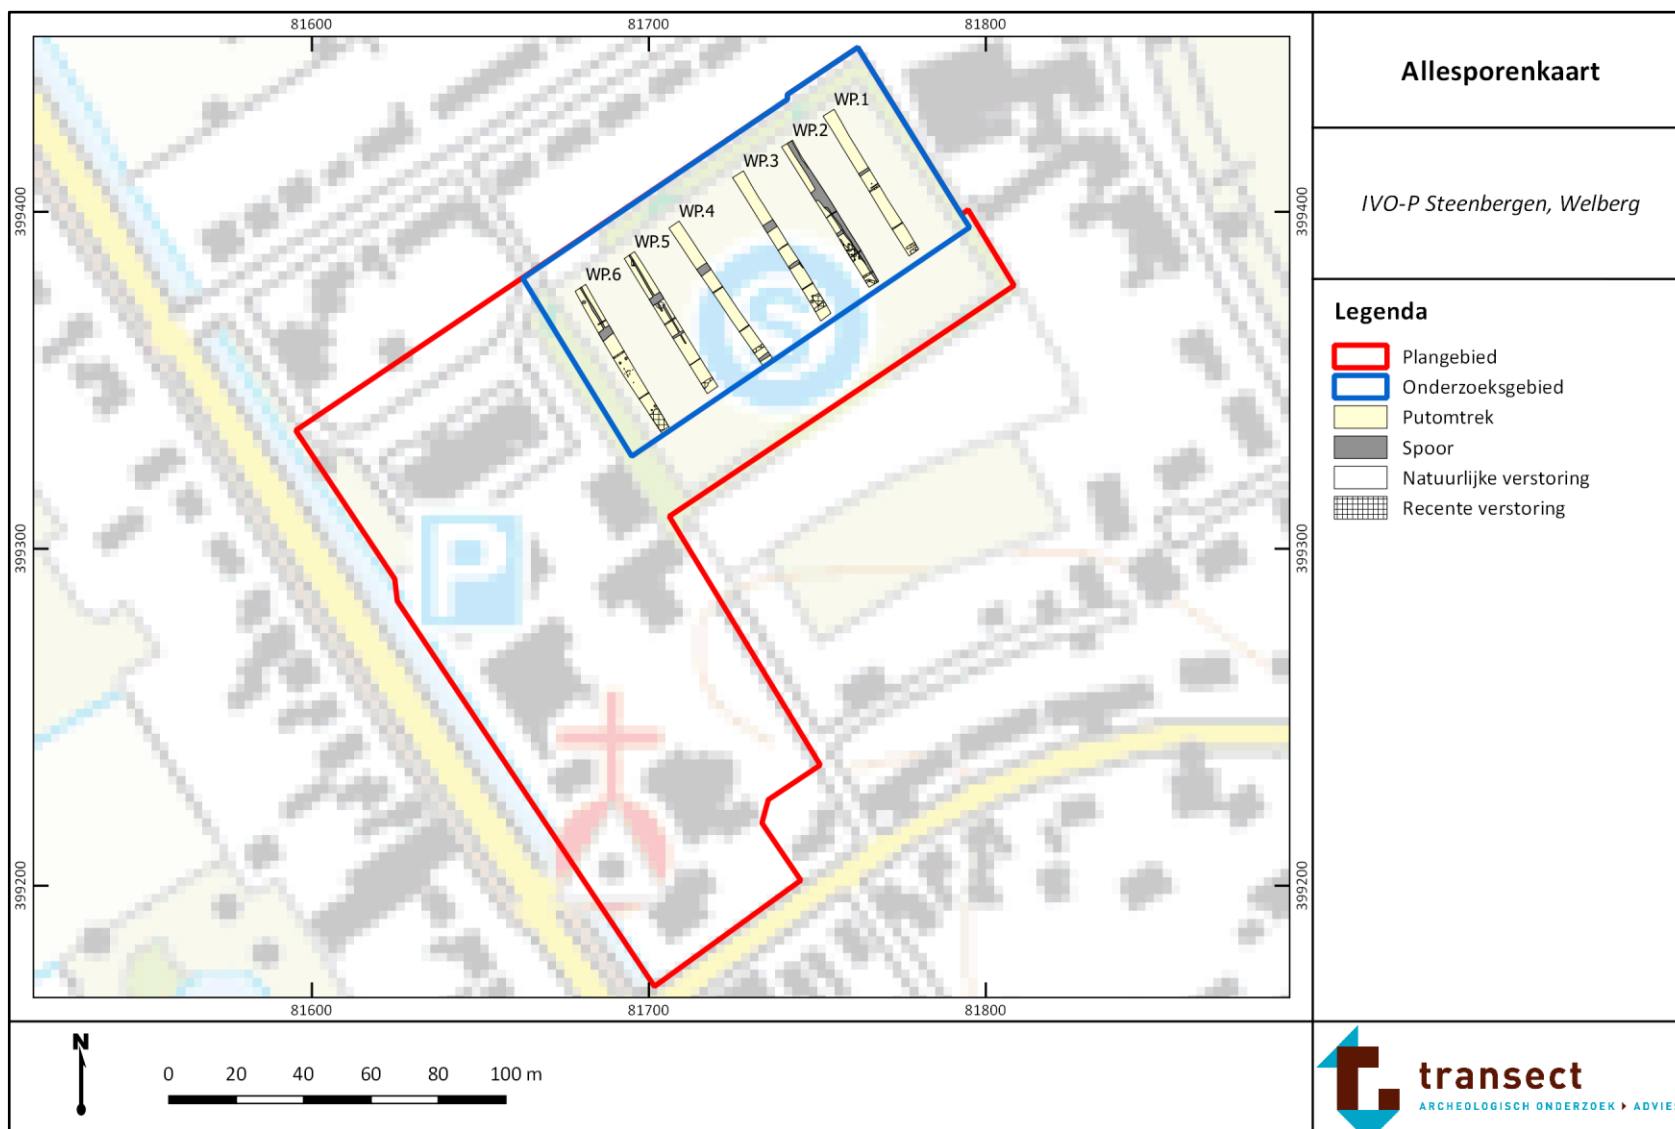 81600
81700
81800
Allesporenkaart
IVO-P Steenbergen, Welberg
Legenda
Plangebied
Onderzoeksgebied
Putomtrek
Spoor
Natuurlijke verstoring
Recente verstoring
WP.1
WP.2
WP.3
WP.4
WP.5
WP.6
399400
399400
399300
399300
399200
399200
S
P
81600
81700
81800
N
0 20 40 60 80 100 m
transect
ARCHEOLOGISCH ONDERZOEK ADVIES